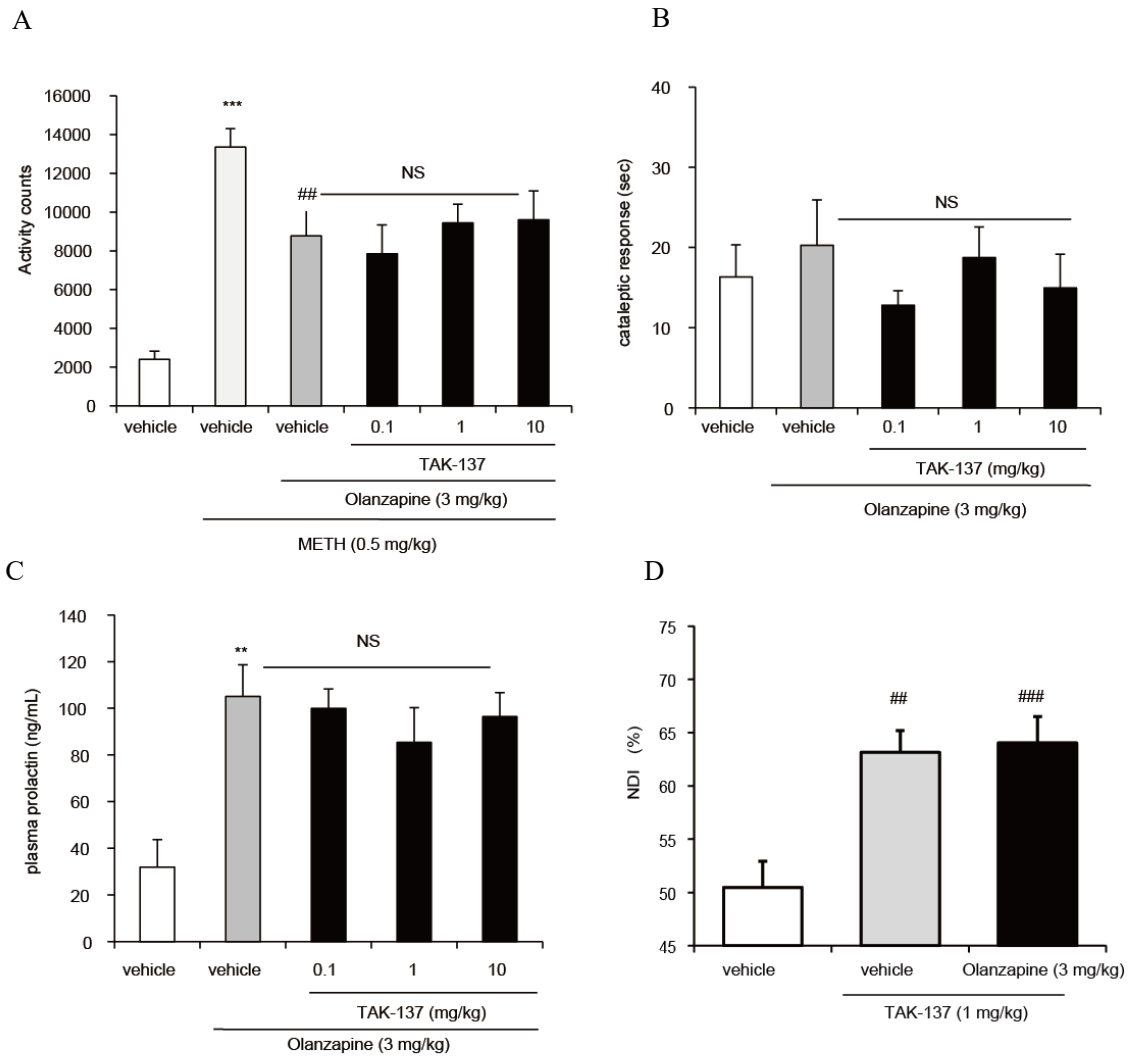 A
16000
14000
12000
10000
8000
6000
4000
2000
0
Activity counts
***
##
NS
vehicle vehicle vehicle 0.1 1 10
TAK-137
Olanzapine (3 mg/kg)
METH (0.5 mg/kg)
B
40
30
20
10
0
cataleptic response (sec)
NS
vehicle vehicle 0.1 1 10
TAK-137 (mg/kg)
Olanzapine (3 mg/kg)
C
140
120
100
80
60
40
20
0
plasma prolactin (ng/mL)
**
NS
vehicle vehicle 0.1 1 10
TAK-137 (mg/kg)
Olanzapine (3 mg/kg)
D
75
70
65
60
55
50
45
NDI (%)
##
###
vehicle vehicle Olanzapine (3 mg/kg)
TAK-137 (1 mg/kg)